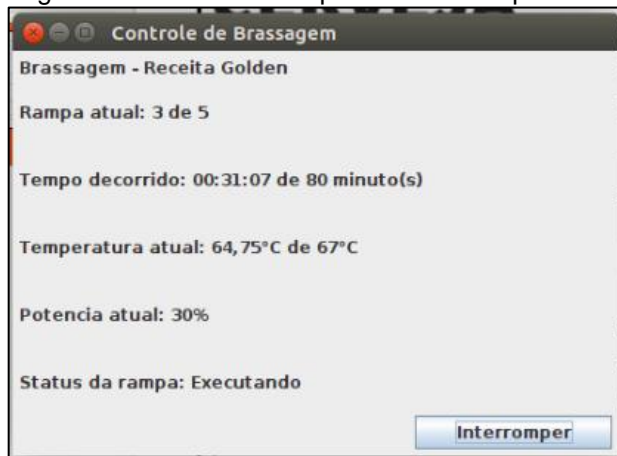 Controle de Brassagem
Brassagem - Receita Golden
Rampa atual: 3 de 5
Tempo decorrido: 00:31:07 de 80 minuto(s)
Temperatura atual: 64,75°C de 67°C
Potencia atual: 30%
Status da rampa: Executando
Interromper